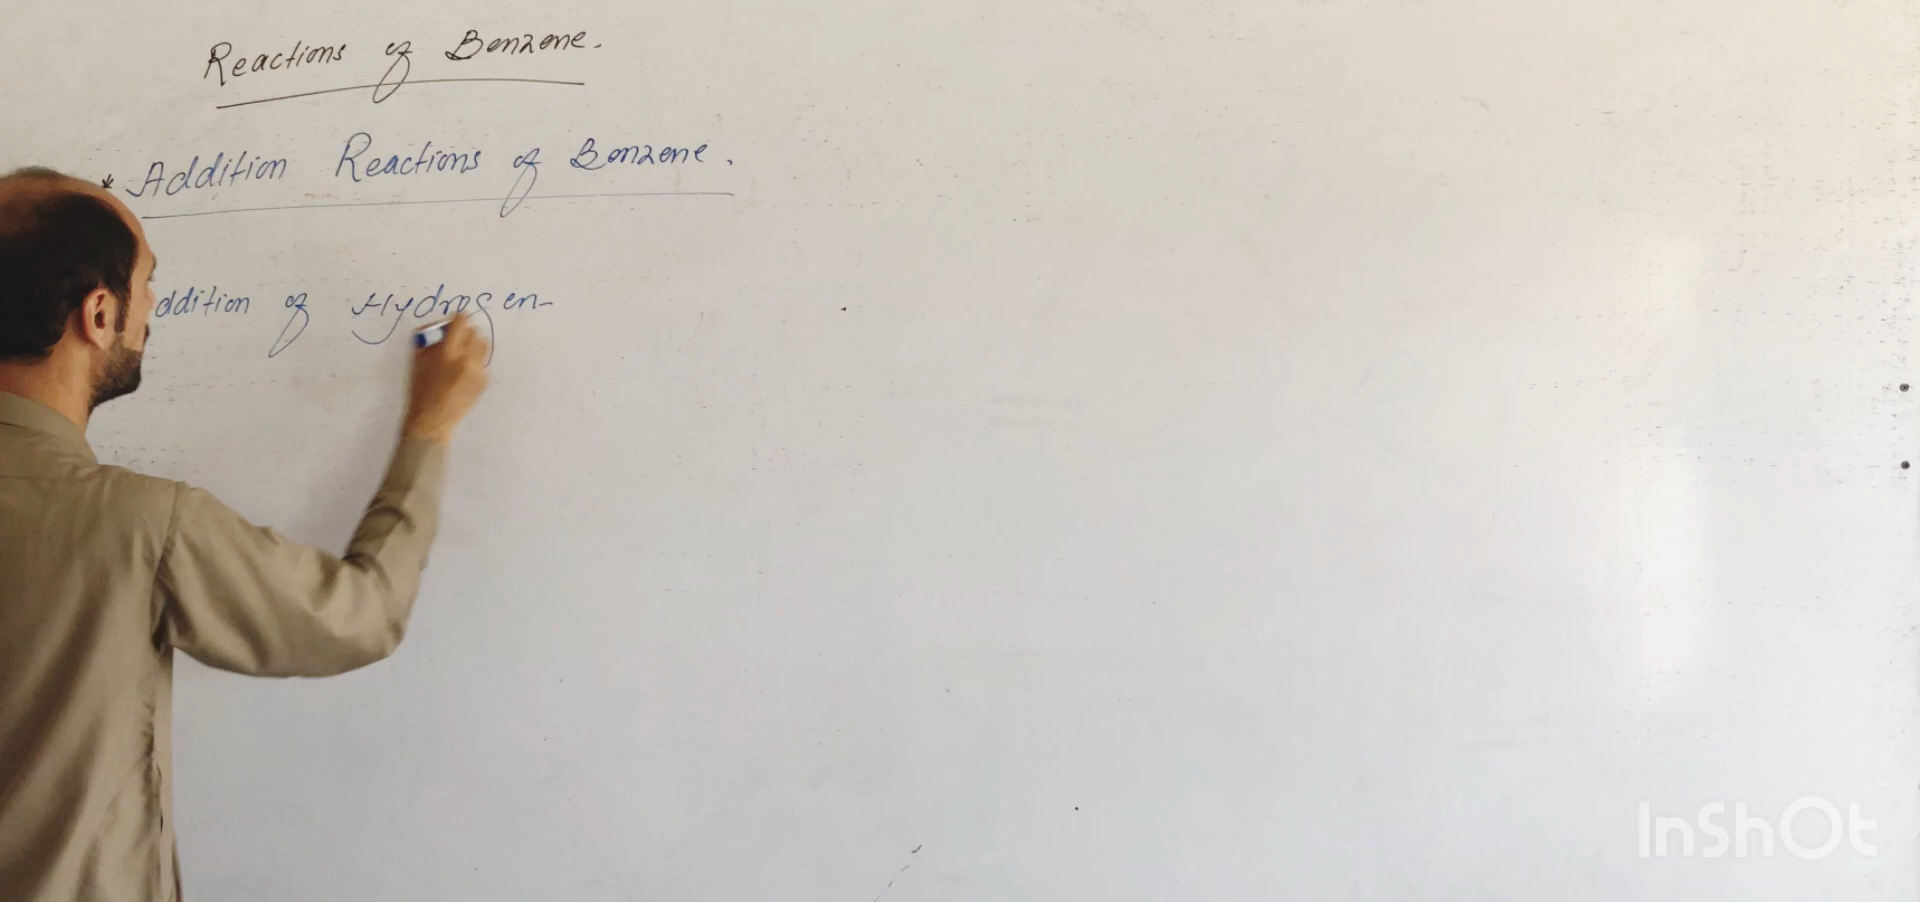 Reactions of Benzene.
* Addition Reactions of Benzene.
ddition of Hydrogen-
InShOt